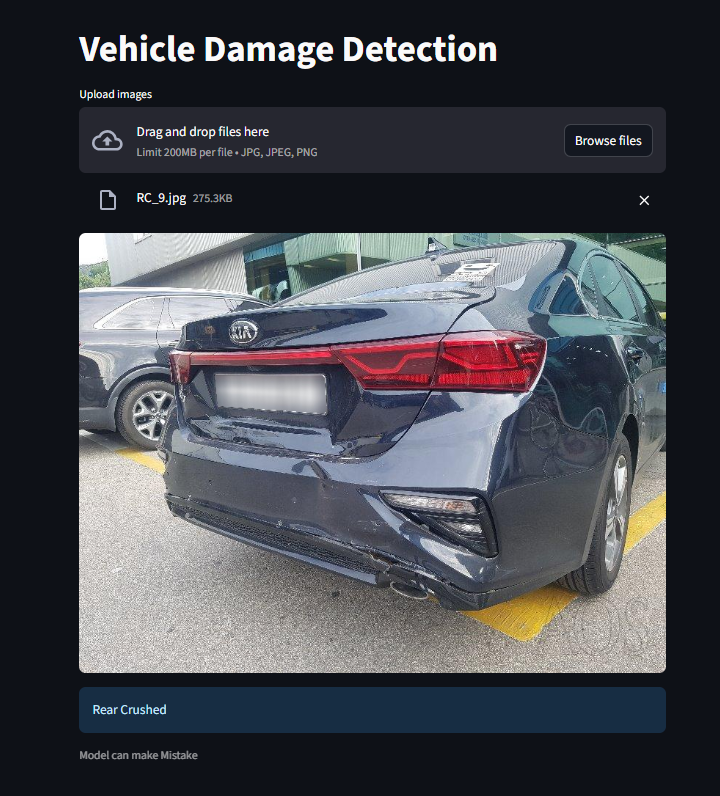 Vehicle Damage Detection
Upload images
Drag and drop files here
Limit 200MB per file • JPG, JPEG, PNG
Browse files
RC_9.jpg 275.3KB
KIA
Rear Crushed
Model can make Mistake